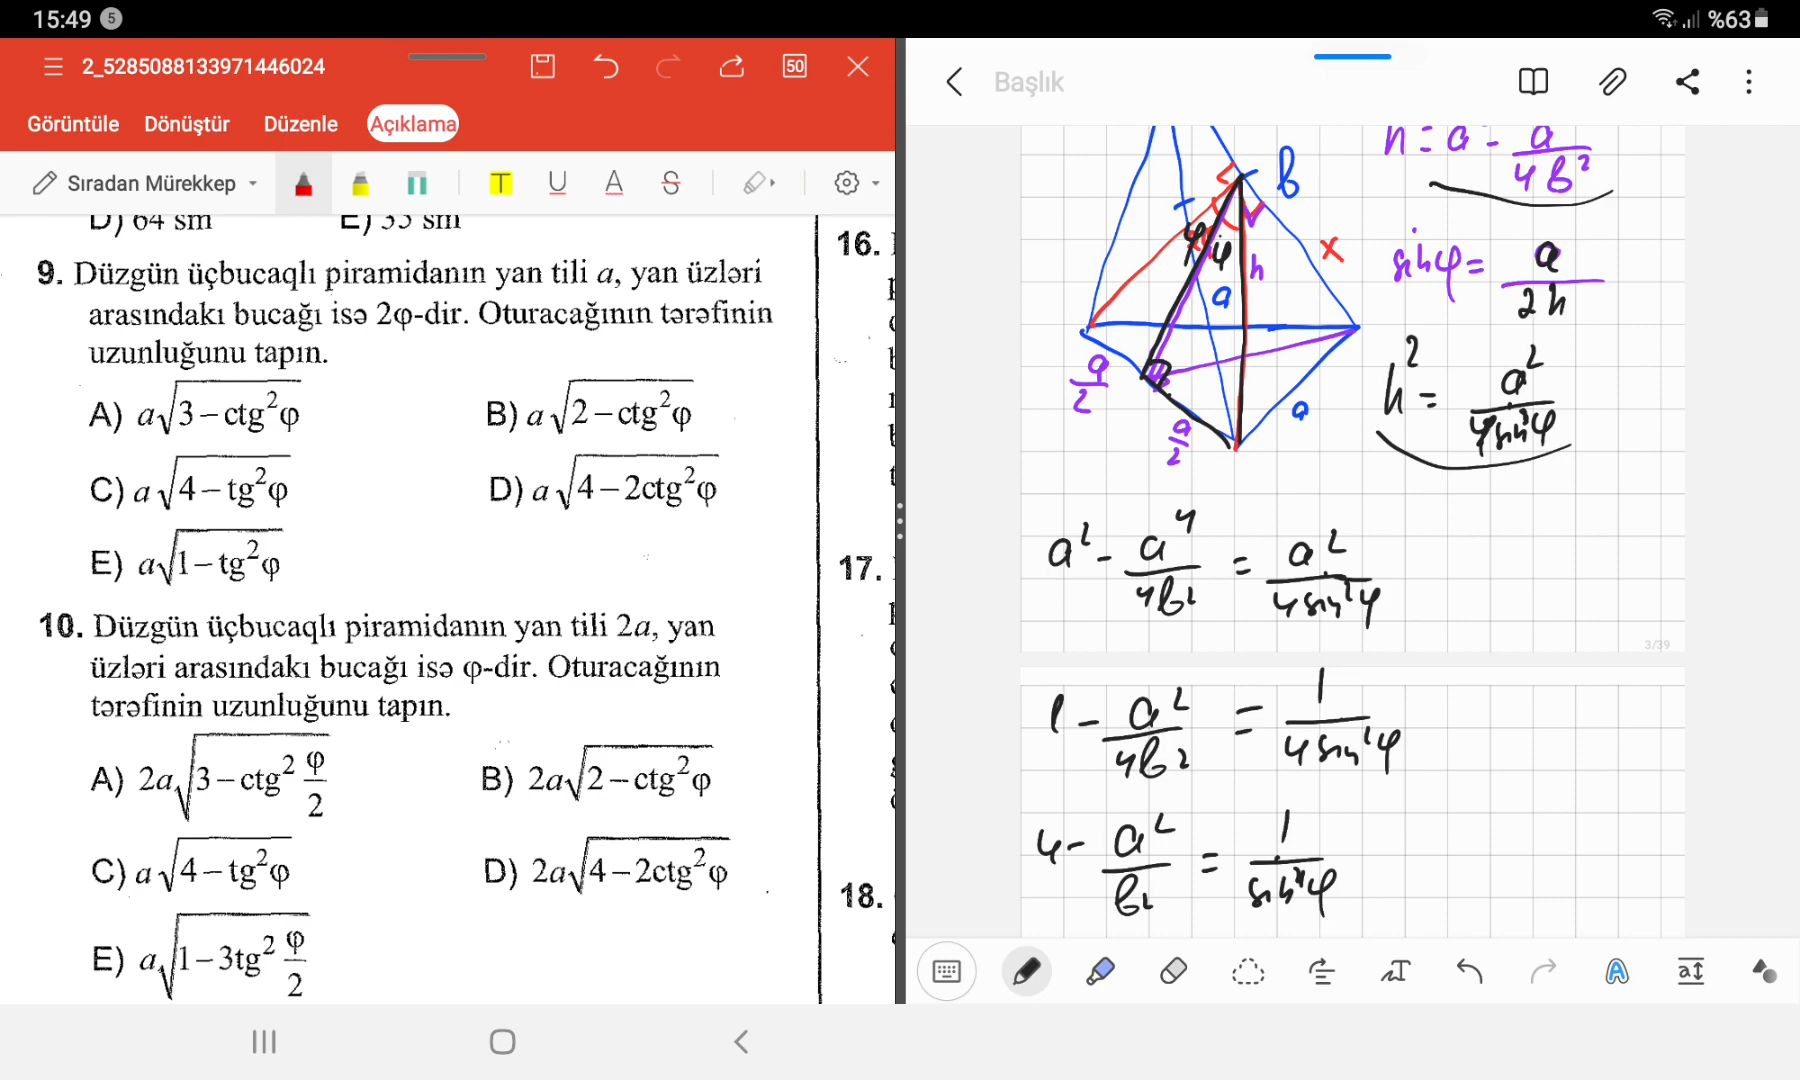 15:49 5
%63
2_5285088133971446024
50
Görüntüle Dönüştür Düzenle Açıklama
Sıradan Mürekkep
T U A S
D) 64 sm E) 35 sm
9. Düzgün üçbucaqlı piramidanın yan tili a, yan üzləri
arasındakı bucağı isə 2φ-dir. Oturacağının tərəfinin
uzunluğunu tapın.
A) a√(3 – ctg²φ) B) a√(2 – ctg²φ)
C) a√(4 – tg²φ) D) a√(4 – 2ctg²φ)
E) a√(1 – tg²φ)
10. Düzgün üçbucaqlı piramidanın yan tili 2a, yan
üzləri arasındakı bucağı isə φ-dir. Oturacağının
tərəfinin uzunluğunu tapın.
A) 2a√(3 – ctg² φ/2) B) 2a√(2 – ctg²φ)
C) a√(4 – tg²φ) D) 2a√(4 – 2ctg²φ)
E) a√(1 – 3tg² φ/2)
16.
17.
18.
Başlık
B
φ φ
h
x
a
a/2
a/2
a
sinφ = a/2h
h² = a²/4sin²φ
a² - a⁴/4b² = a²/4sin²φ
3/39
1 - a²/4b² = 1/4sin²φ
4 - a²/b² = 1/sin²φ